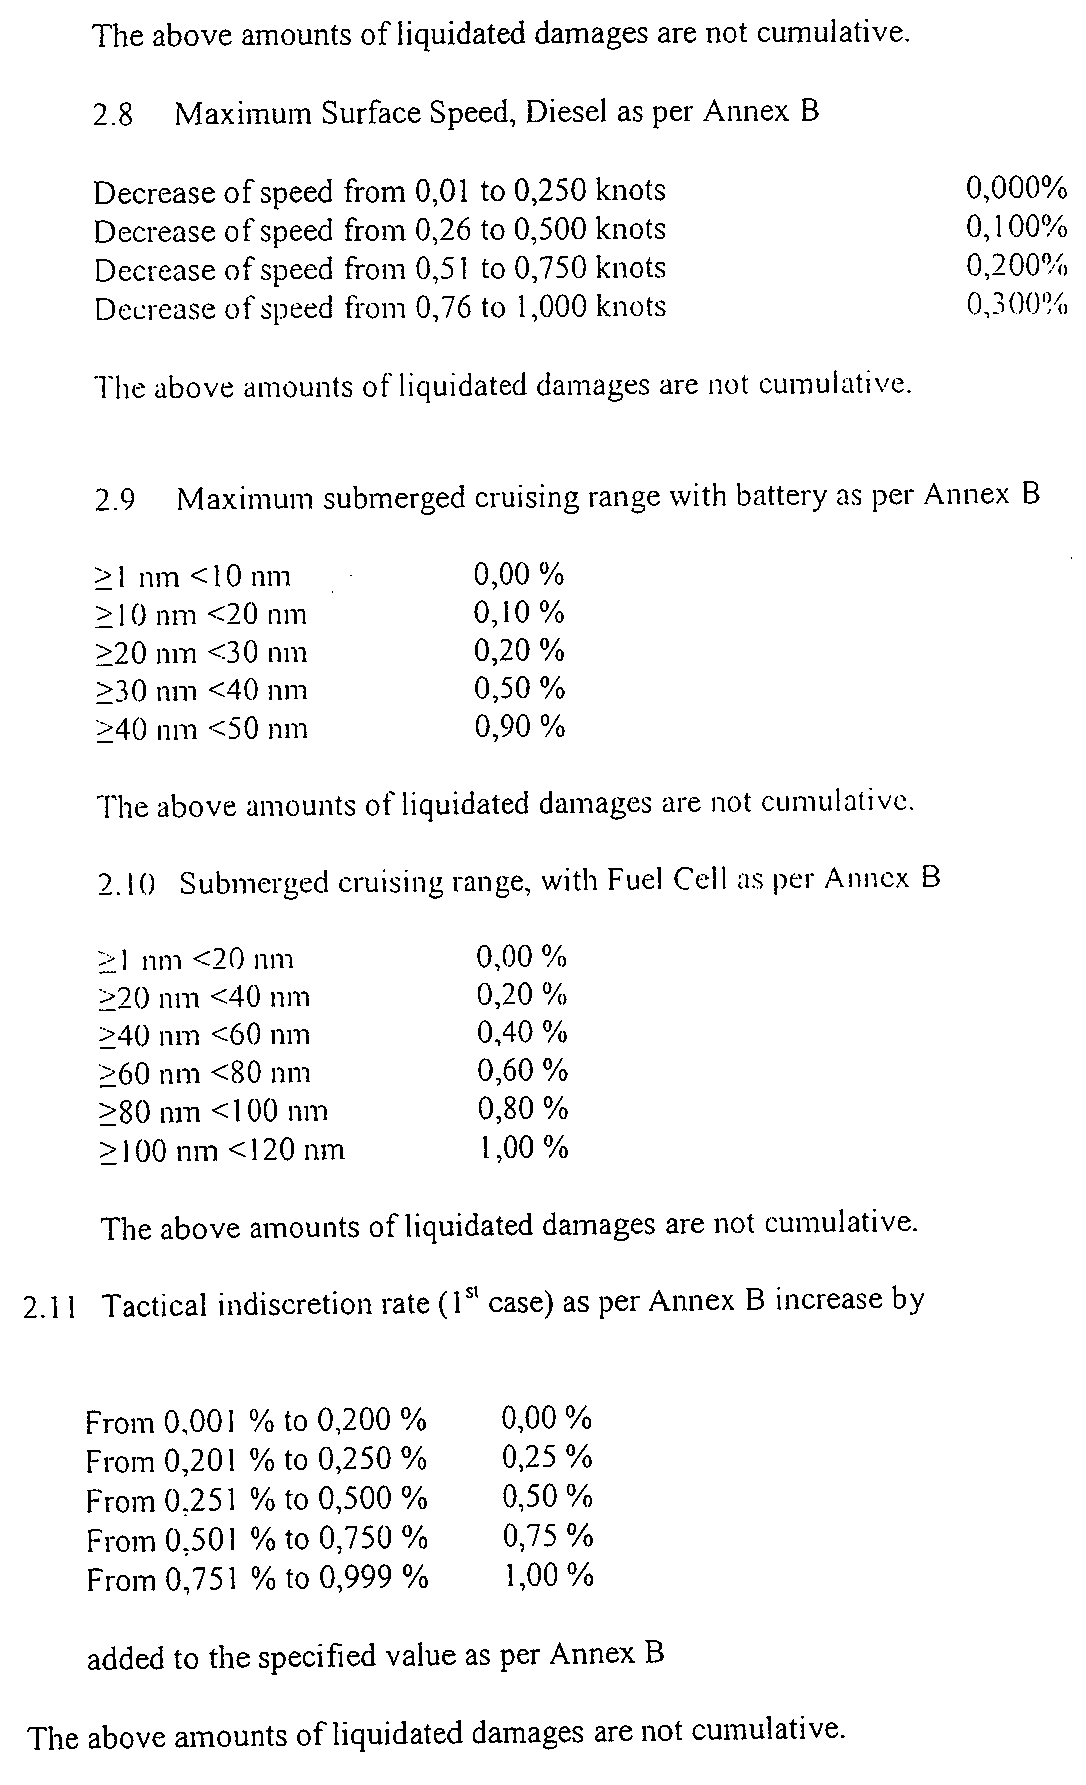 The above amounts of liquidated damages are not cumulative.
2.8 Maximum Surface Speed, Diesel as per Annex B
Decrease of speed from 0,01 to 0,250 knots 0,000%
Decrease of speed from 0,26 to 0,500 knots 0,100%
Decrease of speed from 0,51 to 0,750 knots 0,200%
Decrease of speed from 0,76 to 1,000 knots 0,300%
The above amounts of liquidated damages are not cumulative.
2.9 Maximum submerged cruising range with battery as per Annex B
≥1 nm <10 nm 0,00 %
≥10 nm <20 nm 0,10 %
≥20 nm <30 nm 0,20 %
≥30 nm <40 nm 0,50 %
≥40 nm <50 nm 0,90 %
The above amounts of liquidated damages are not cumulative.
2.10 Submerged cruising range, with Fuel Cell as per Annex B
≥1 nm <20 nm 0,00 %
≥20 nm <40 nm 0,20 %
≥40 nm <60 nm 0,40 %
≥60 nm <80 nm 0,60 %
≥80 nm <100 nm 0,80 %
≥100 nm <120 nm 1,00 %
The above amounts of liquidated damages are not cumulative.
2.11 Tactical indiscretion rate (1st case) as per Annex B increase by
From 0,001 % to 0,200 % 0,00 %
From 0,201 % to 0,250 % 0,25 %
From 0,251 % to 0,500 % 0,50 %
From 0,501 % to 0,750 % 0,75 %
From 0,751 % to 0,999 % 1,00 %
added to the specified value as per Annex B
The above amounts of liquidated damages are not cumulative.